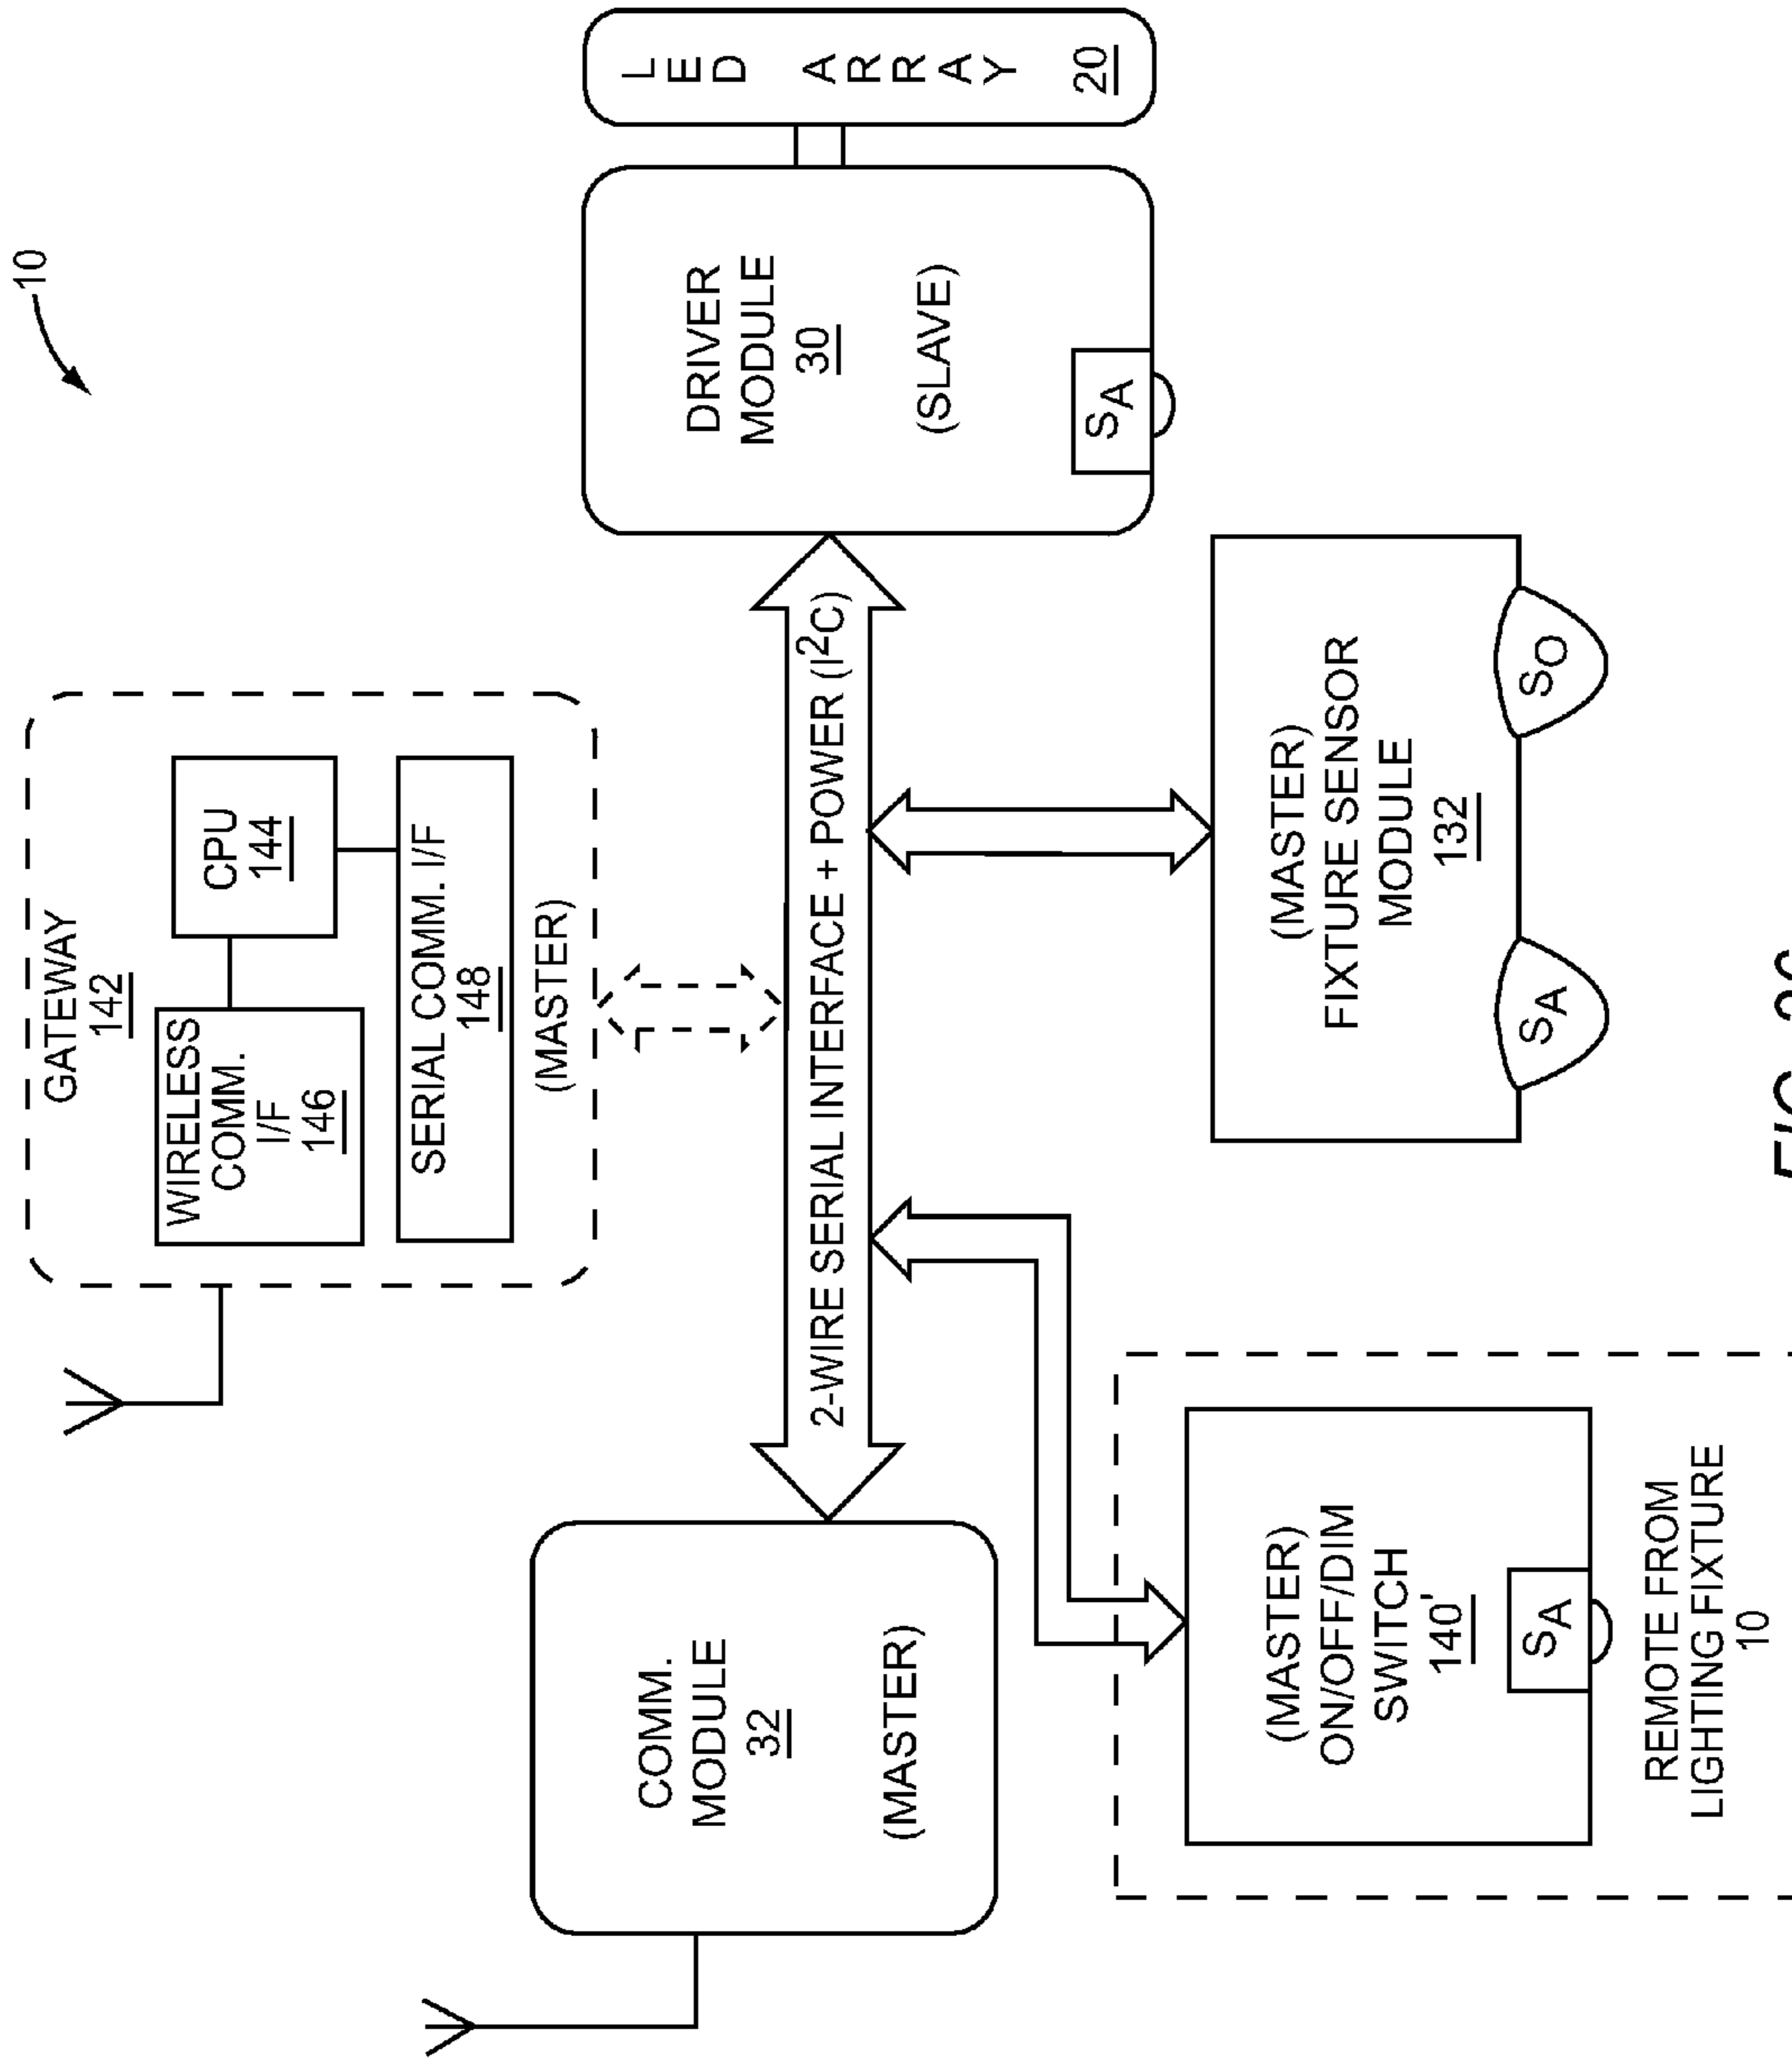 10
GATEWAY
142
CPU
144
WIRELESS
COMM.
I/F
146
SERIAL COMM. I/F
148
(MASTER)
COMM.
MODULE
32
(MASTER)
2-WIRE SERIAL INTERFACE + POWER (I²C)
DRIVER
MODULE
30
(SLAVE)
SA
LED ARRAY
20
(MASTER)
ON/OFF/DIM
SWITCH
140'
SA
REMOTE FROM
LIGHTING FIXTURE
10
(MASTER)
FIXTURE SENSOR
MODULE
132
SA
SO